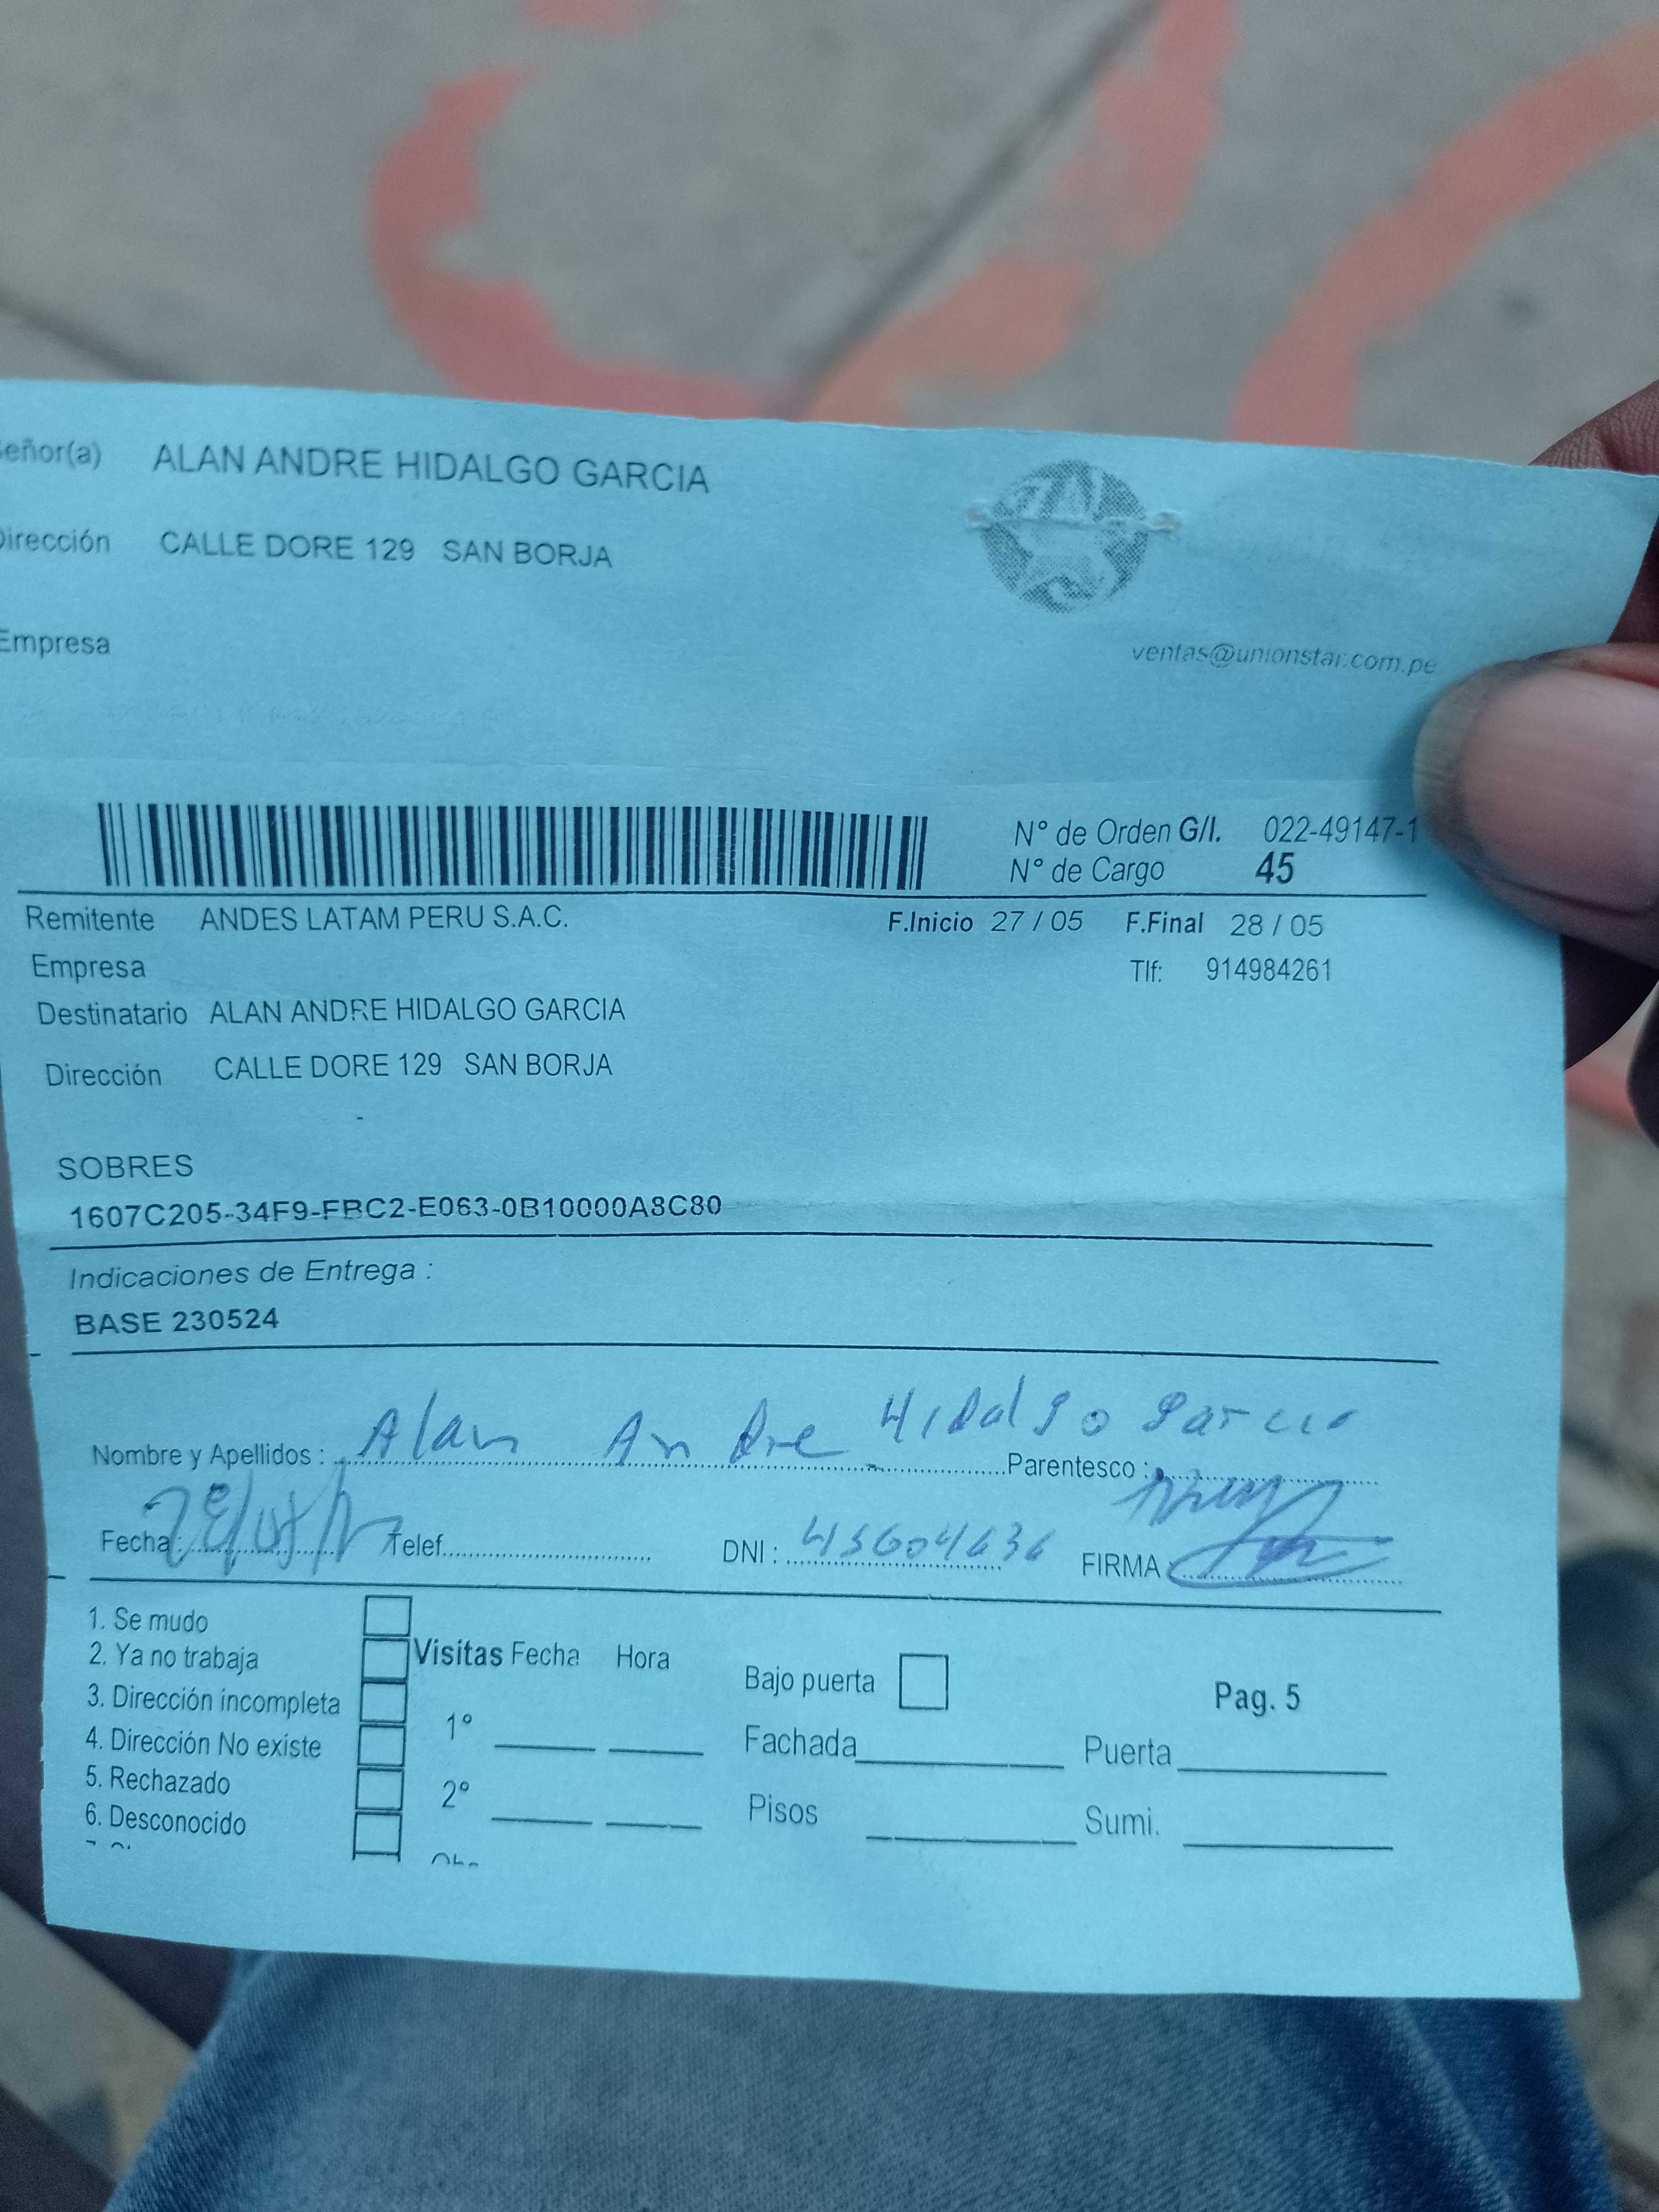 eñor(a) ALAN ANDRE HIDALGO GARCIA
Dirección CALLE DORE 129 SAN BORJA
Empresa
ventas@unionstar.com.pe
N° de Orden G/I. 022-49147-1
N° de Cargo 45
Remitente ANDES LATAM PERU S.A.C. F.Inicio 27 / 05 F.Final 28 / 05
Empresa Tlf: 914984261
Destinatario ALAN ANDRE HIDALGO GARCIA
Dirección CALLE DORE 129 SAN BORJA
SOBRES
1607C205-34F9-FBC2-E063-0B10000A8C80
Indicaciones de Entrega :
BASE 230524
Nombre y Apellidos : Alan Andre Hidalgo Garcia Parentesco :
Fecha: Telef. DNI : 45604636 FIRMA
1. Se mudo
2. Ya no trabaja
3. Dirección incompleta
4. Dirección No existe
5. Rechazado
6. Desconocido
Visitas Fecha Hora
1°
2°
Bajo puerta
Fachada
Pisos
Pag. 5
Puerta
Sumi.